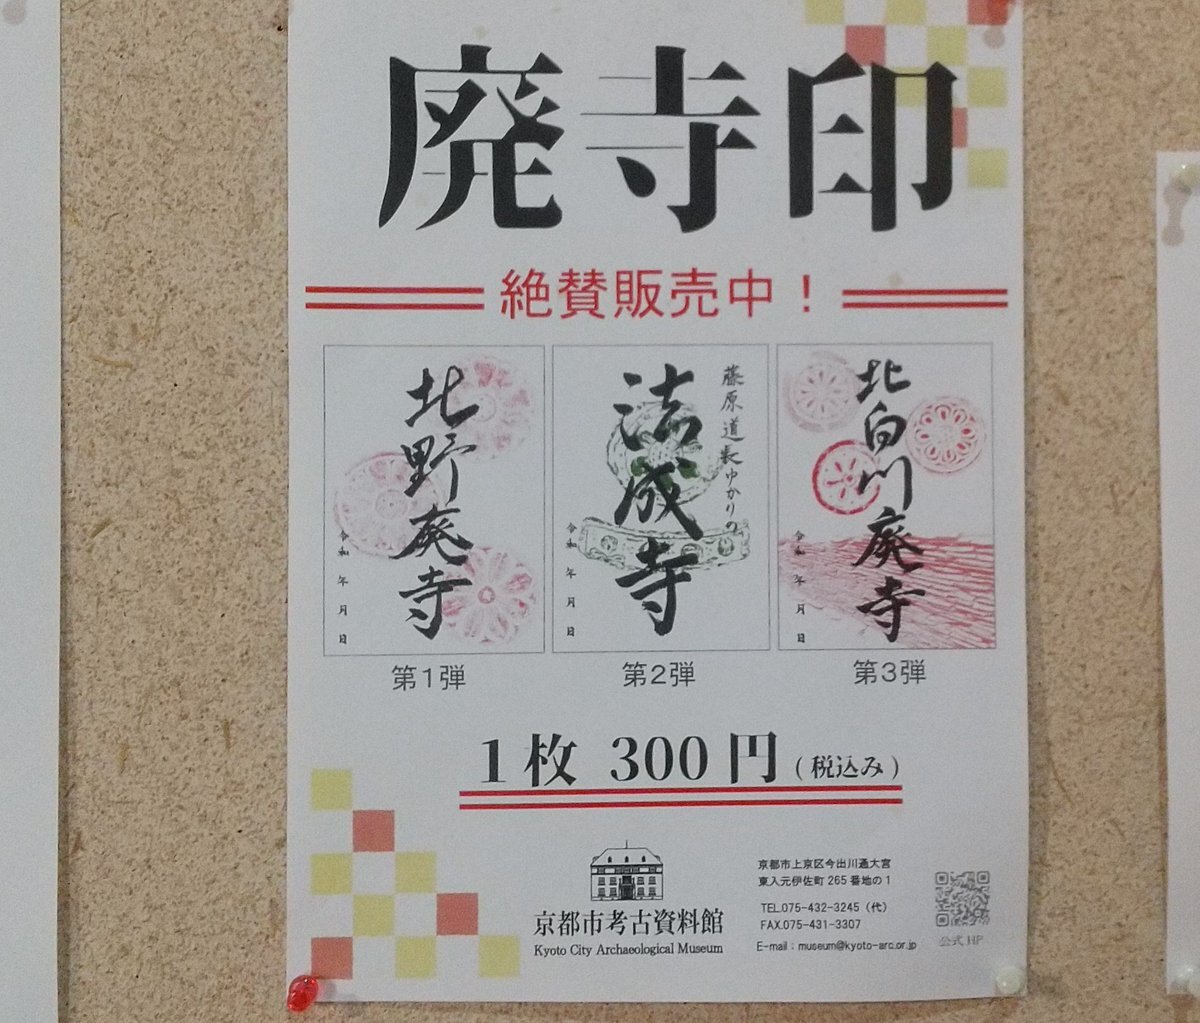 廃寺印
絶賛販売中！
北野廃寺
令和 年 月 日
第1弾
藤原道長ゆかりの
法成寺
令和 年 月 日
第2弾
北白川廃寺
令和 年 月 日
第3弾
1枚 300円（税込み）
京都市考古資料館
Kyoto City Archaeological Museum
京都市上京区今出川通大宮
東入元伊佐町265番地の1
TEL.075-432-3245（代）
FAX.075-431-3307
E-mail：museum@kyoto-arc.or.jp
公式HP